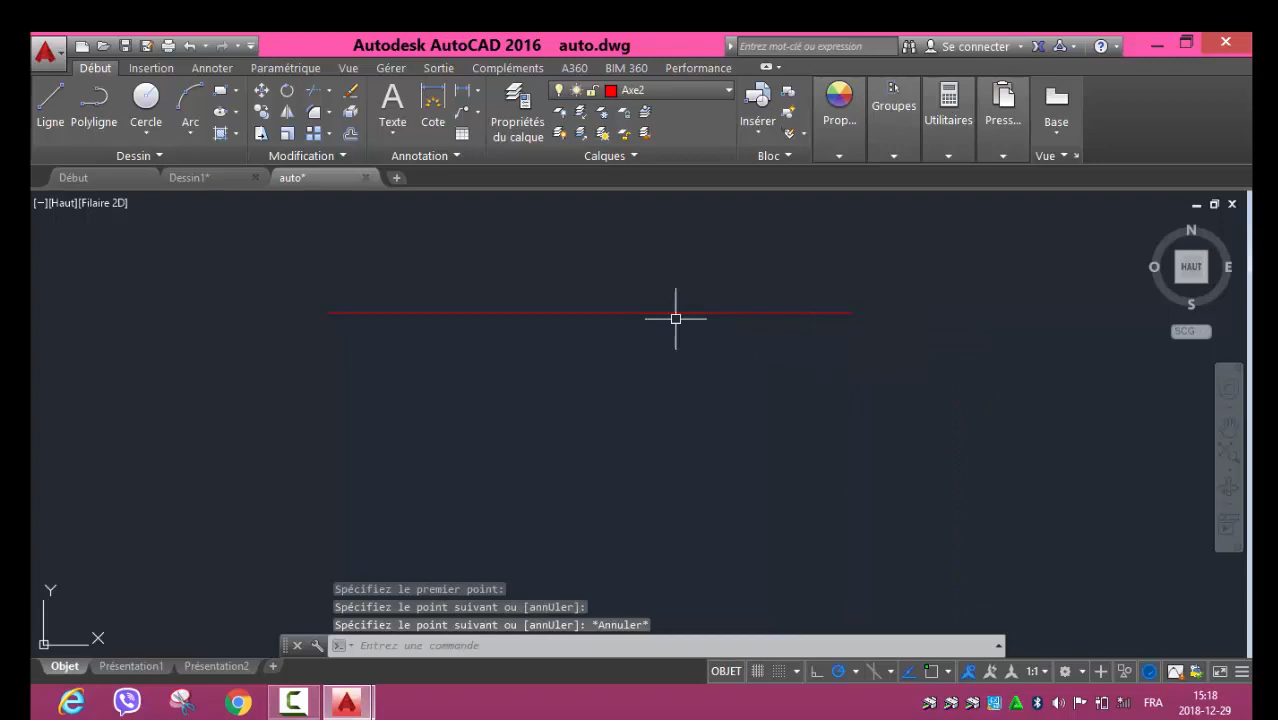 Autodesk AutoCAD 2016 auto.dwg
Entrez mot-clé ou expression
Se connecter
Début Insertion Annoter Paramétrique Vue Gérer Sortie Compléments A360 BIM 360 Performance
Axe2
Ligne Polyligne Cercle Arc
Texte Cote
Propriétés du calque
Insérer
Prop...
Groupes
Utilitaires
Press...
Base
Dessin Modification Annotation Calques Bloc Vue
Début Dessin1* auto*
[−][Haut][Filaire 2D]
N
O HAUT E
S
SCG
Spécifiez le premier point:
Spécifiez le point suivant ou [annUler]:
Spécifiez le point suivant ou [annUler]: *Annuler*
Y
X
Entrez une commande
Objet Présentation1 Présentation2
OBJET
1:1
FRA
15:18
2018-12-29